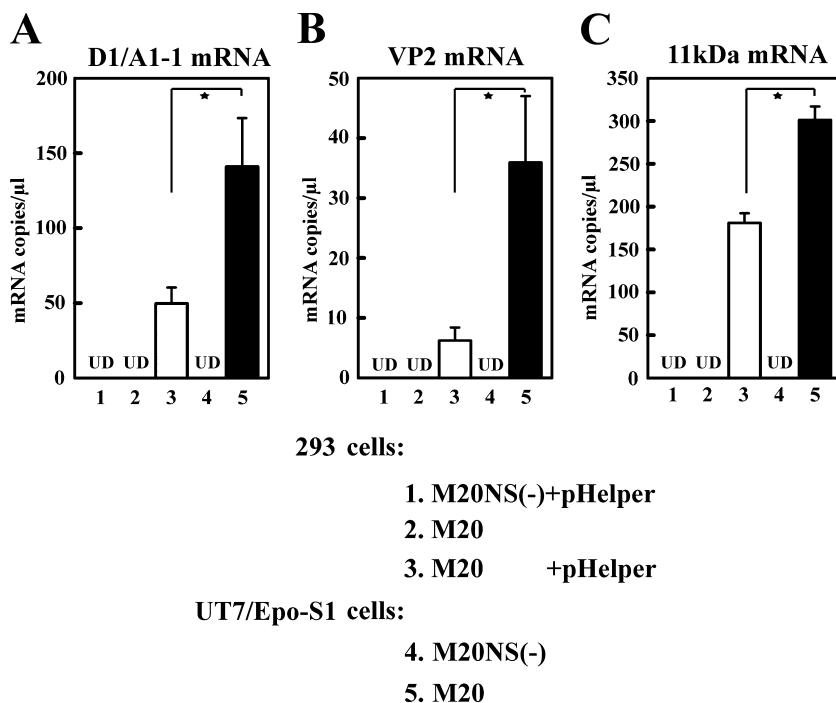 A B C
D1/A1-1 mRNA VP2 mRNA 11kDa mRNA
mRNA copies/µl
200
150
100
50
0
UD UD UD
1 2 3 4 5
★
mRNA copies/µl
50
40
30
20
10
0
UD UD UD
1 2 3 4 5
★
mRNA copies/µl
350
300
250
200
150
100
50
0
UD UD UD
1 2 3 4 5
★
293 cells:
1. M20NS(-)+pHelper
2. M20
3. M20 +pHelper
UT7/Epo-S1 cells:
4. M20NS(-)
5. M20